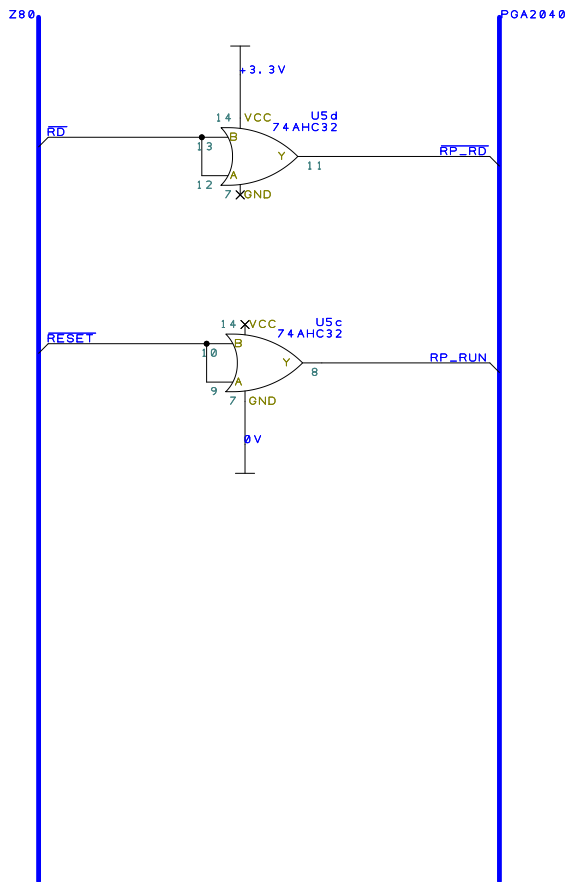 Z80 PGA2040
+3.3V
14 VCC U5d
74AHC32
RD
13 B
Y 11 RP_RD
12 A
7 GND
14 VCC U5c
74AHC32
RESET
10 B
Y 8 RP_RUN
9 A
7 GND
0V